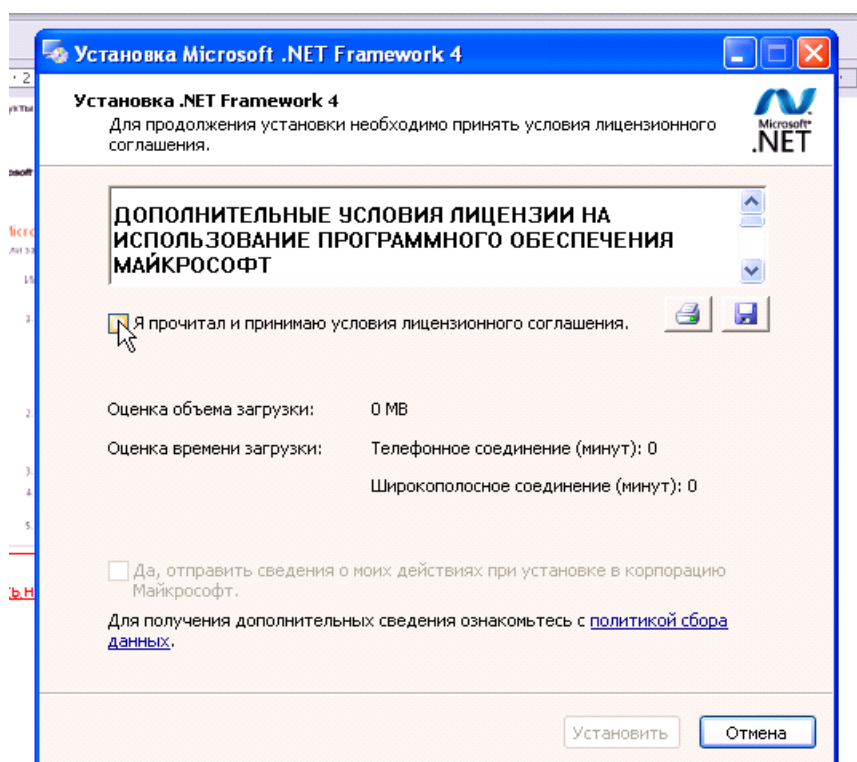 Установка Microsoft .NET Framework 4
Установка .NET Framework 4
Для продолжения установки необходимо принять условия лицензионного
соглашения.
Microsoft
.NET
ДОПОЛНИТЕЛЬНЫЕ УСЛОВИЯ ЛИЦЕНЗИИ НА
ИСПОЛЬЗОВАНИЕ ПРОГРАММНОГО ОБЕСПЕЧЕНИЯ
МАЙКРОСОФТ
Я прочитал и принимаю условия лицензионного соглашения.
Оценка объема загрузки: 0 MB
Оценка времени загрузки: Телефонное соединение (минут): 0
Широкополосное соединение (минут): 0
Да, отправить сведения о моих действиях при установке в корпорацию
Майкрософт.
Для получения дополнительных сведения ознакомьтесь с политикой сбора
данных.
Установить Отмена